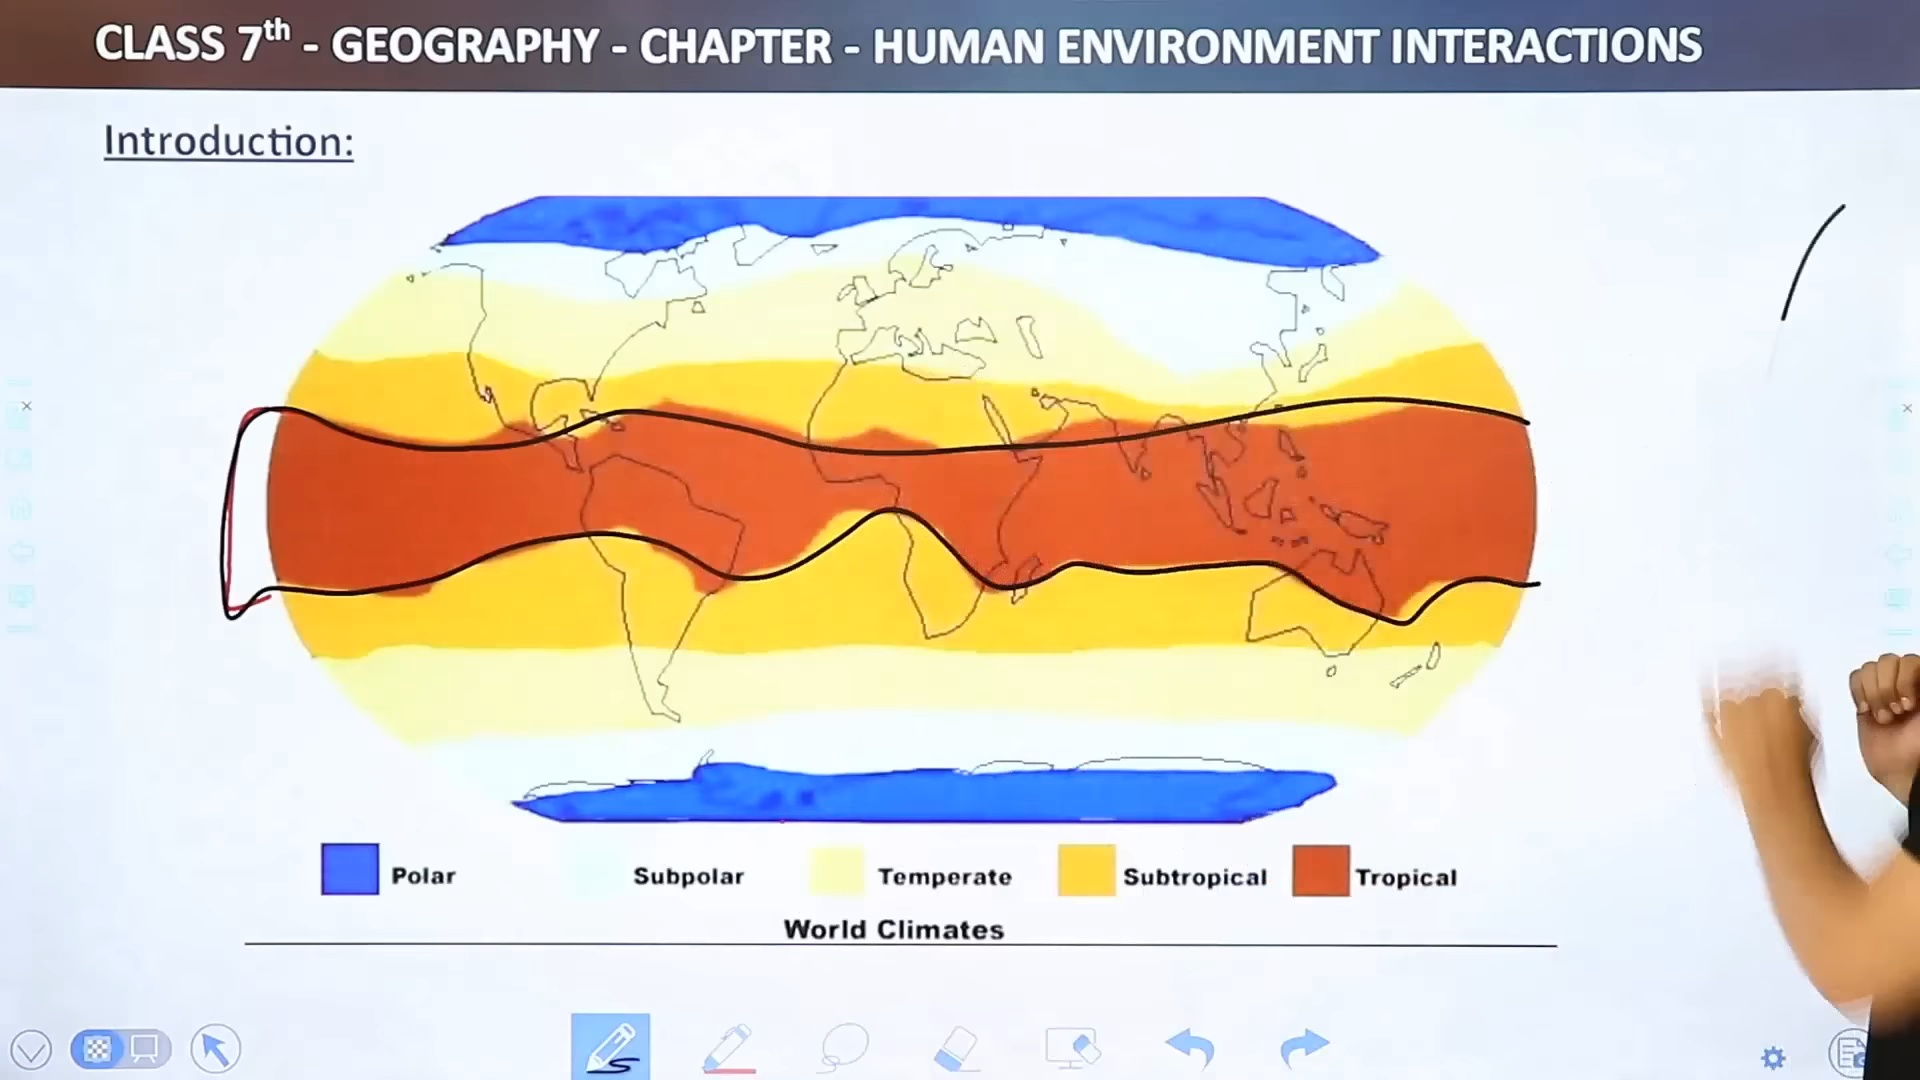 CLASS 7th - GEOGRAPHY - CHAPTER - HUMAN ENVIRONMENT INTERACTIONS
Introduction:
Polar Subpolar Temperate Subtropical Tropical
World Climates